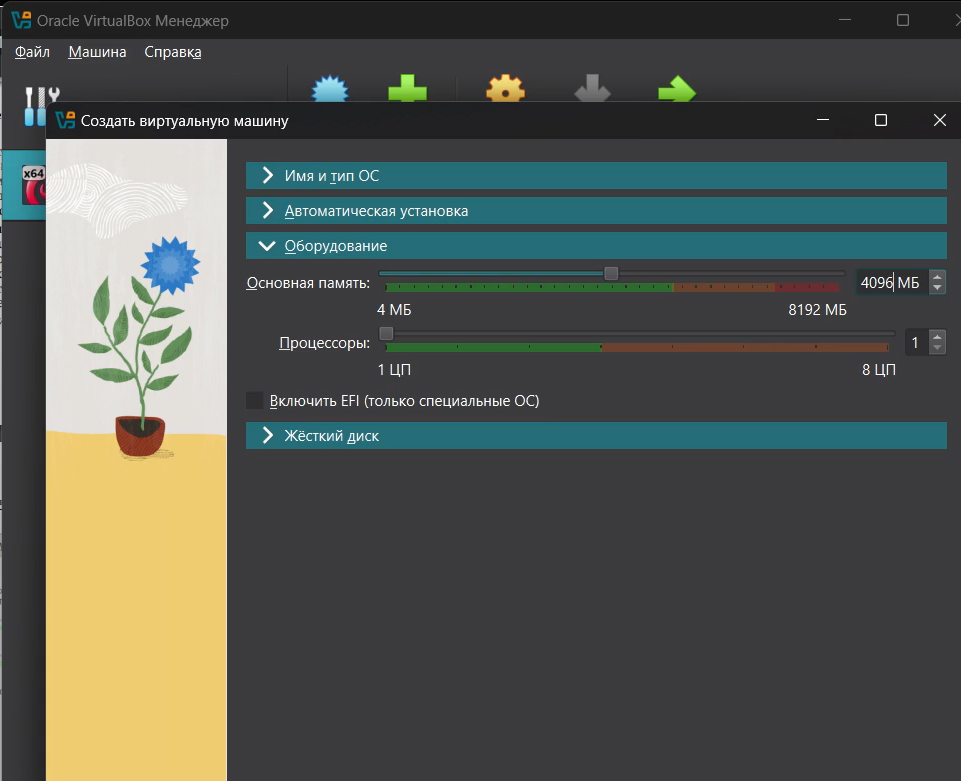 Oracle VirtualBox Менеджер
Файл Машина Справка
Создать виртуальную машину
x64
Имя и тип ОС
Автоматическая установка
Оборудование
Основная память: 4096 МБ
4 МБ 8192 МБ
Процессоры: 1
1 ЦП 8 ЦП
Включить EFI (только специальные ОС)
Жёсткий диск